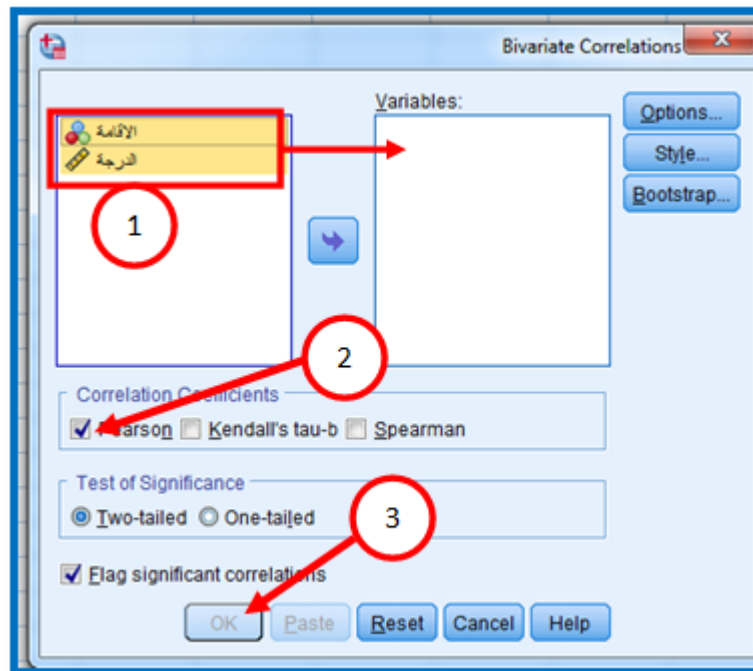 Bivariate Correlations
Variables:
الإقامة
الدرجة
Options...
Style...
Bootstrap...
1
2
Correlation Coefficients
Pearson Kendall's tau-b Spearman
Test of Significance
Two-tailed One-tailed
3
Flag significant correlations
OK Paste Reset Cancel Help